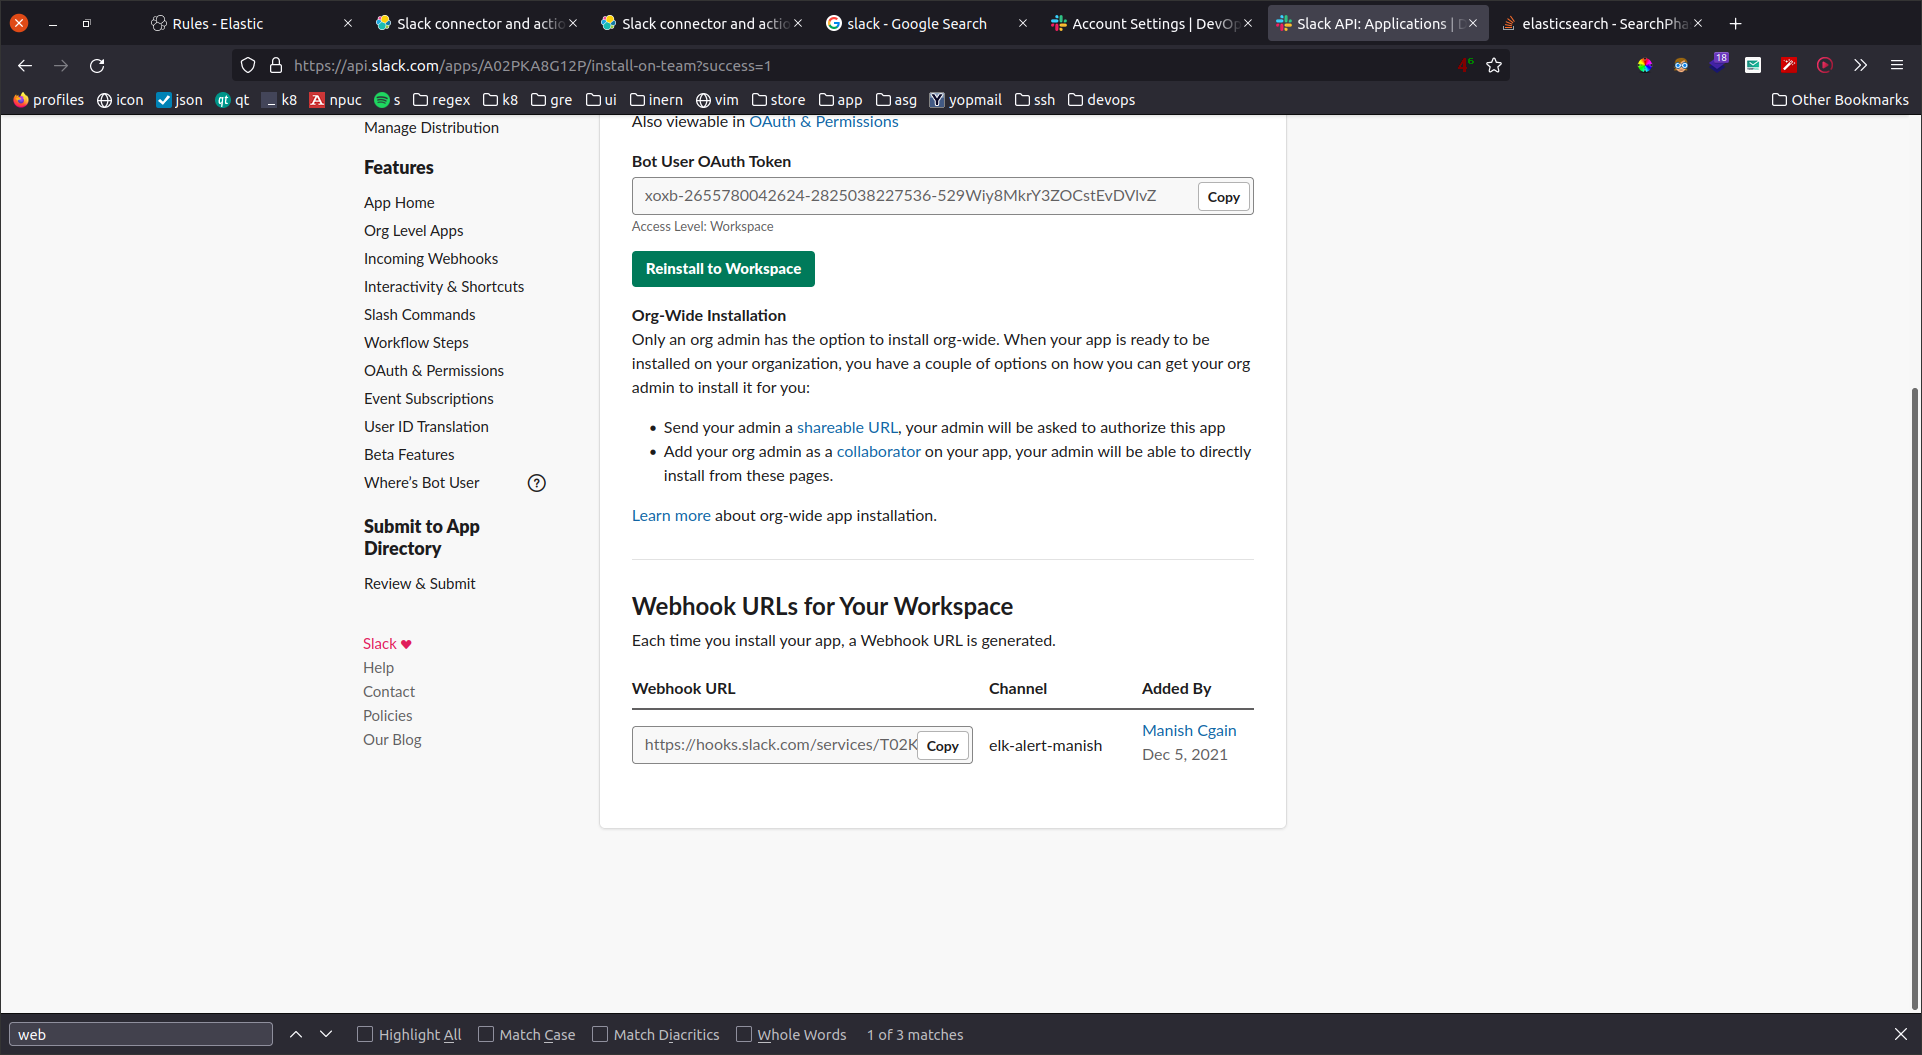 Rules - Elastic
Slack connector and actio
Slack connector and actio
slack - Google Search
Account Settings | DevOp
Slack API: Applications | D
elasticsearch - SearchPha
https://api.slack.com/apps/A02PKA8G12P/install-on-team?success=1
18
profiles icon json qt k8 npuc s regex k8 gre ui inern vim store app asg yopmail ssh devops Other Bookmarks
Manage Distribution
Features
App Home
Org Level Apps
Incoming Webhooks
Interactivity & Shortcuts
Slash Commands
Workflow Steps
OAuth & Permissions
Event Subscriptions
User ID Translation
Beta Features
Where's Bot User
Submit to App
Directory
Review & Submit
Slack ♥
Help
Contact
Policies
Our Blog
Also viewable in OAuth & Permissions
Bot User OAuth Token
xoxb-2655780042624-2825038227536-529Wiy8MkrY3ZOCstEvDVlvZ Copy
Access Level: Workspace
Reinstall to Workspace
Org-Wide Installation
Only an org admin has the option to install org-wide. When your app is ready to be
installed on your organization, you have a couple of options on how you can get your org
admin to install it for you:
• Send your admin a shareable URL, your admin will be asked to authorize this app
• Add your org admin as a collaborator on your app, your admin will be able to directly
install from these pages.
Learn more about org-wide app installation.
Webhook URLs for Your Workspace
Each time you install your app, a Webhook URL is generated.
Webhook URL Channel Added By
https://hooks.slack.com/services/T02K Copy elk-alert-manish Manish Cgain
Dec 5, 2021
web Highlight All Match Case Match Diacritics Whole Words 1 of 3 matches